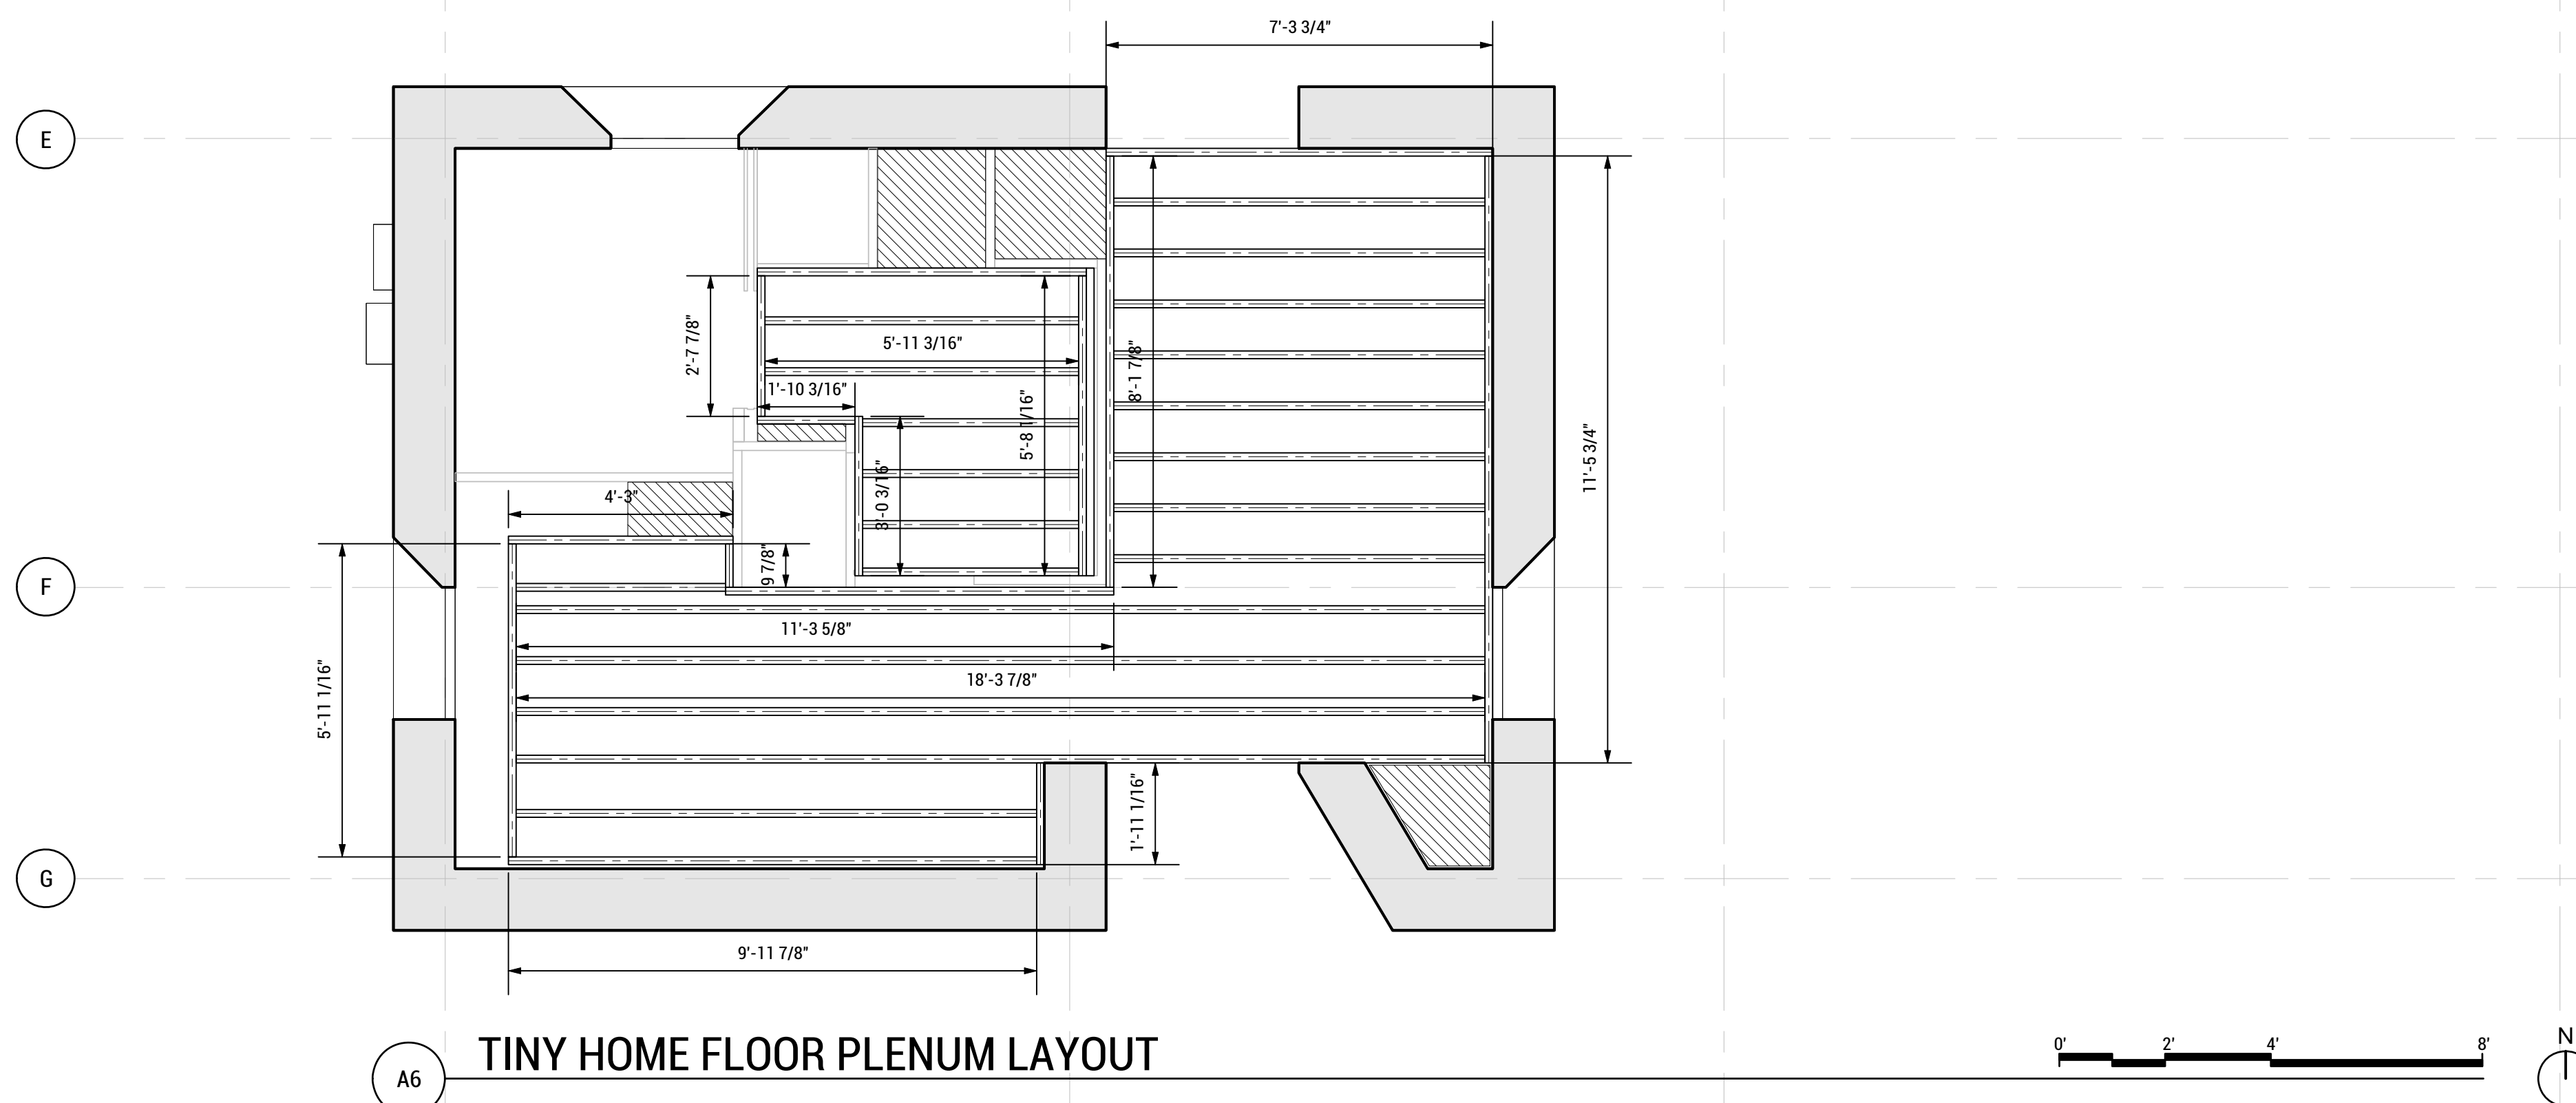 7'-3 3/4"
E
2'-7 7/8"
5'-11 3/16"
1'-10 3/16"
8'-1 7/8"
5'-8 1/16"
3'-0 3/16"
11'-5 3/4"
4'-3"
9 7/8"
F
11'-3 5/8"
18'-3 7/8"
5'-11 1/16"
1'-11 1/16"
G
9'-11 7/8"
A6
TINY HOME FLOOR PLENUM LAYOUT
0' 2' 4' 8'
N